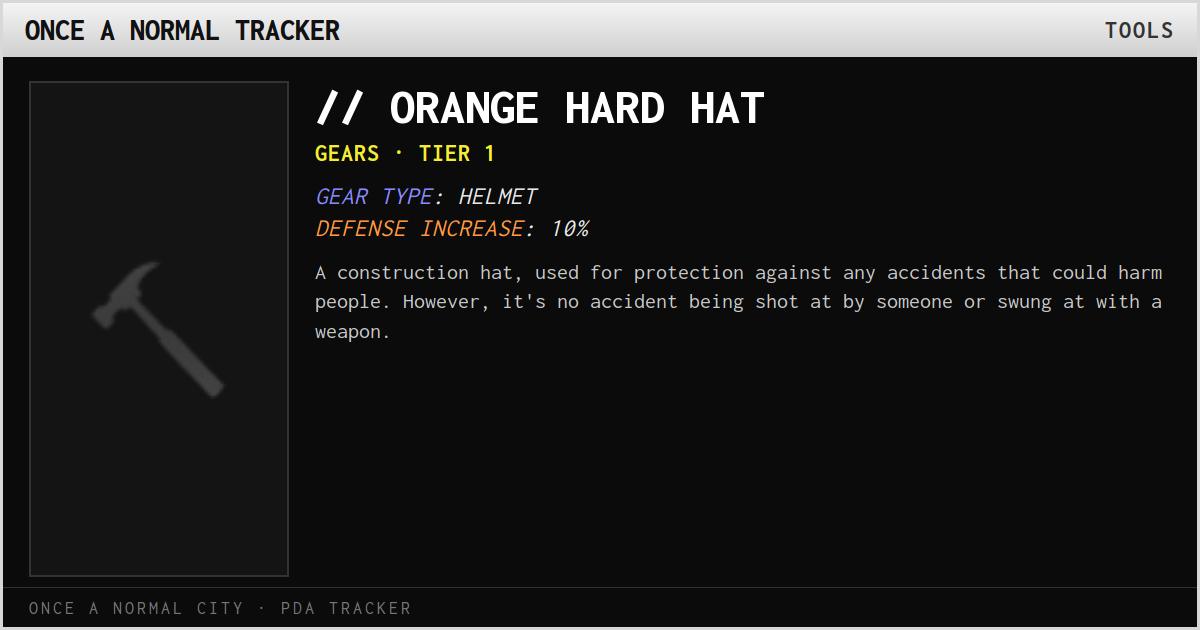 ONCE A NORMAL TRACKER
TOOLS
// ORANGE HARD HAT
GEARS · TIER 1
GEAR TYPE: HELMET
DEFENSE INCREASE: 10%
A construction hat, used for protection against any accidents that could harm
people. However, it's no accident being shot at by someone or swung at with a
weapon.
ONCE A NORMAL CITY · PDA TRACKER